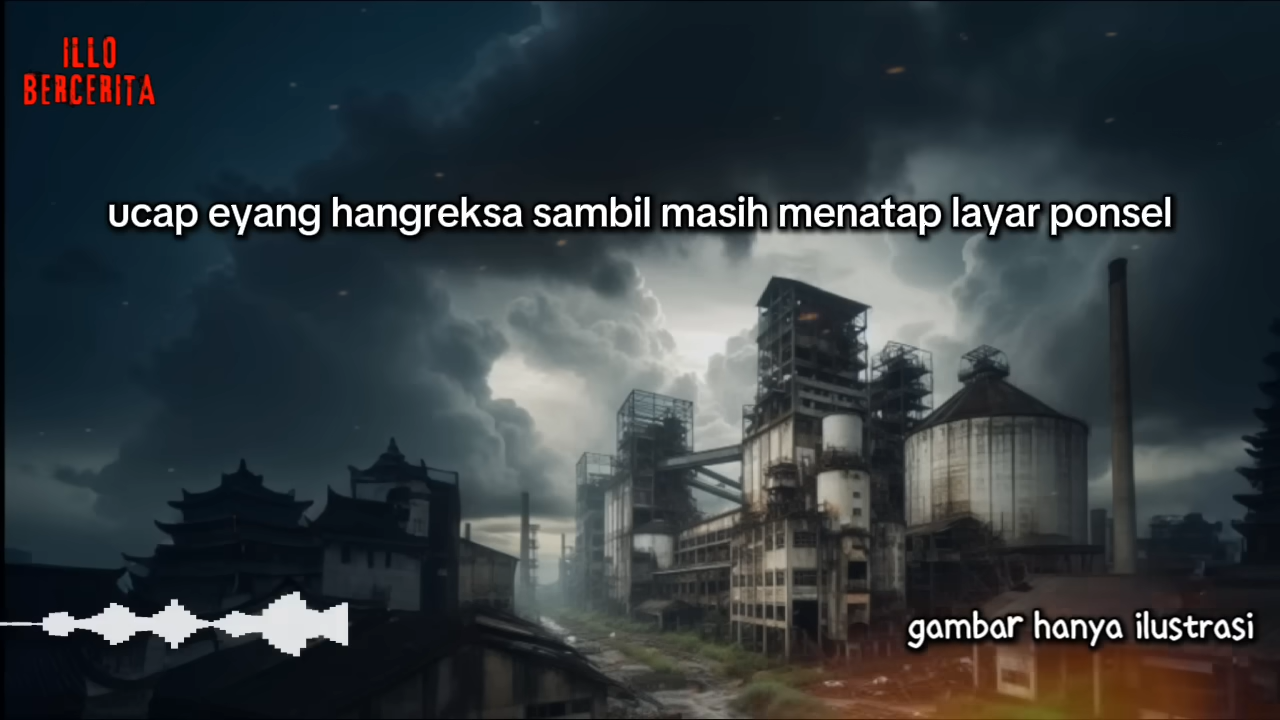 ILLO
BERCERITA
ucap eyang hangreksa sambil masih menatap layar ponsel
gambar hanya ilustrasi